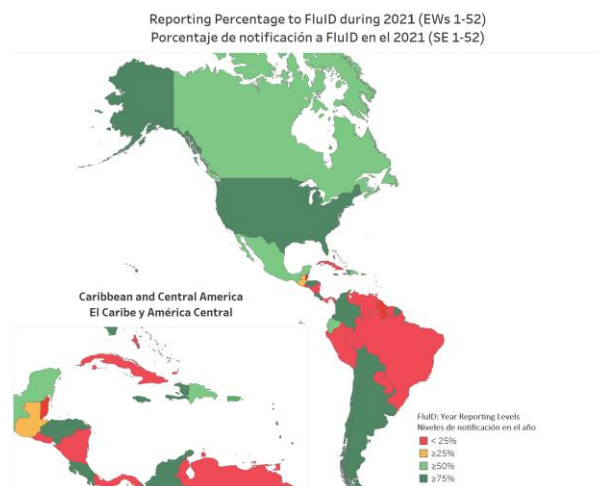 Reporting Percentage to FluID during 2021 (EWs 1-52)
Porcentaje de notificación a FluID en el 2021 (SE 1-52)
Caribbean and Central America
El Caribe y América Central
FluID: Year Reporting Levels
Niveles de notificación en el año
< 25%
≥25%
≥50%
≥75%